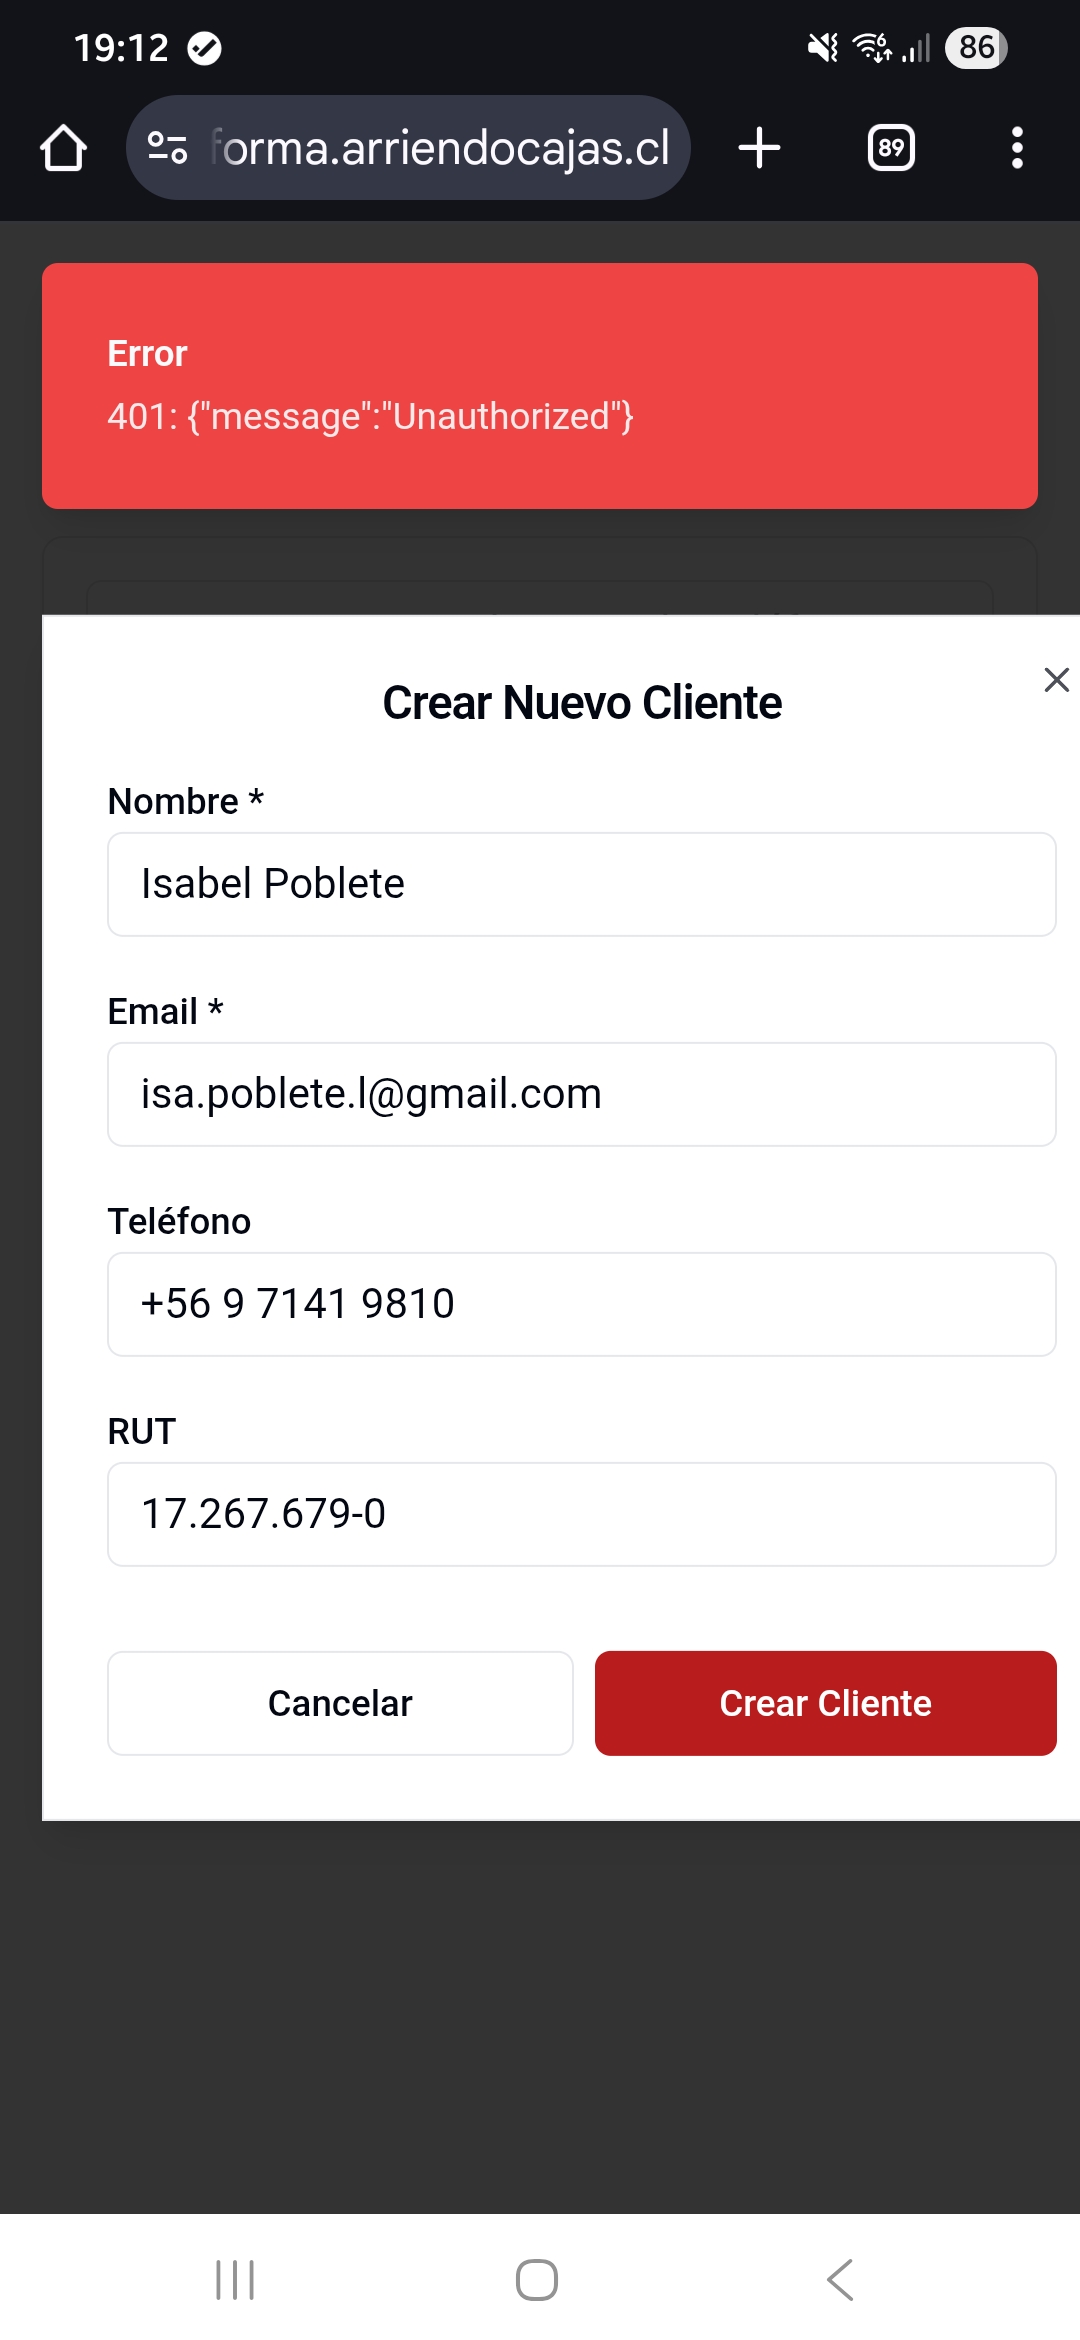 19:12
86
forma.arriendocajas.cl
89
Error
401: {"message":"Unauthorized"}
Crear Nuevo Cliente
Nombre *
Isabel Poblete
Email *
isa.poblete.l@gmail.com
Teléfono
+56 9 7141 9810
RUT
17.267.679-0
Cancelar
Crear Cliente